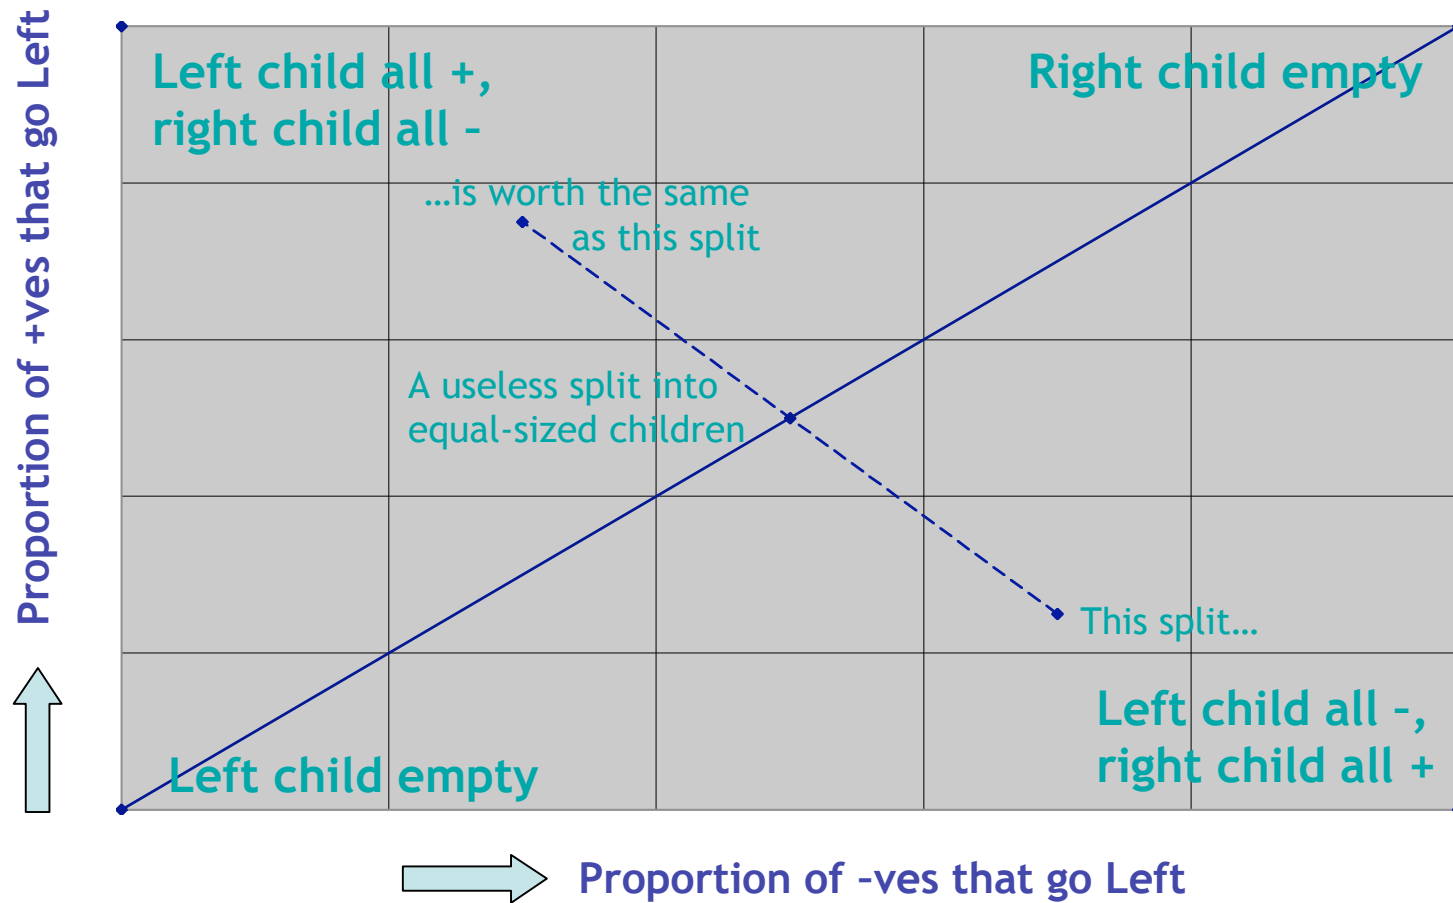 Proportion of +ves that go Left
Left child all +,
right child all –
Right child empty
…is worth the same
as this split
A useless split into
equal-sized children
This split…
Left child all –,
right child all +
Left child empty
Proportion of –ves that go Left